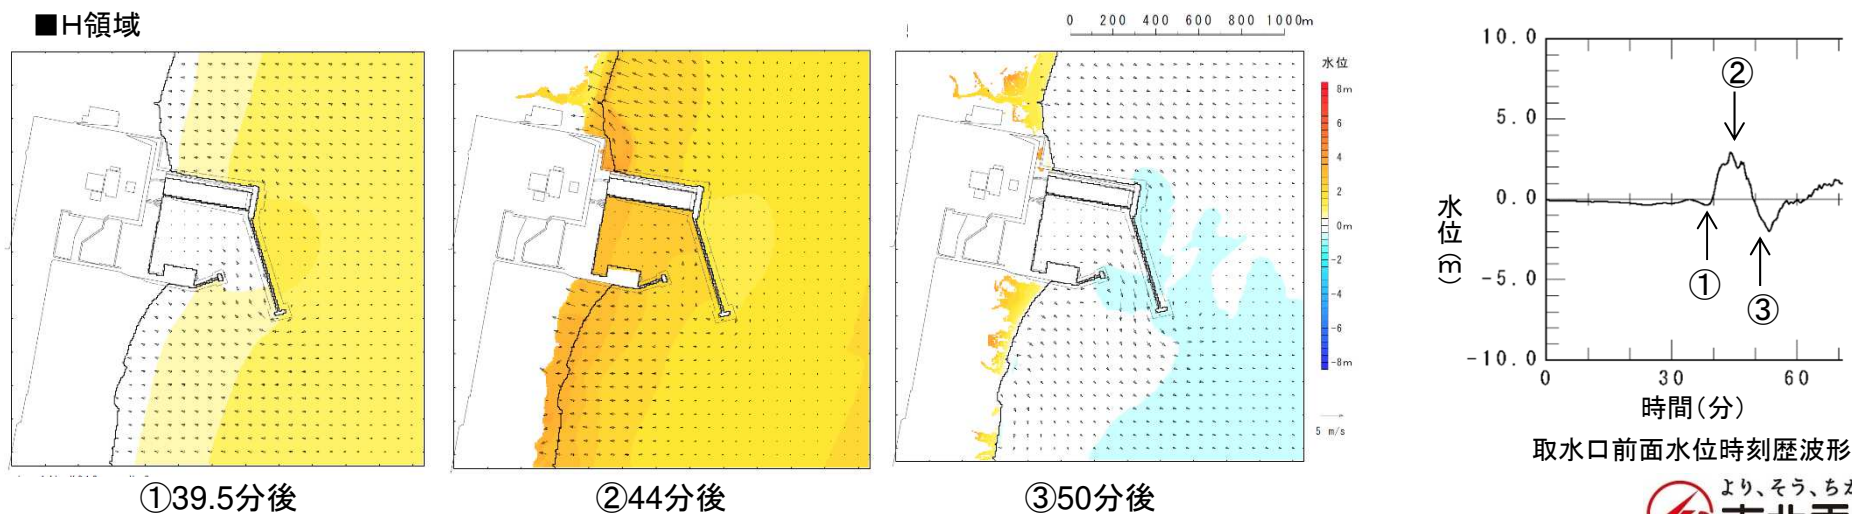 ■H領域
0 200 400 600 800 1000m
水位
8m
6
4
2
0m
-2
-4
-6
-8m
5 m/s
①39.5分後
②44分後
③50分後
10.0
5.0
0.0
-5.0
-10.0
水位(m)
①
②
③
0 30 60
時間(分)
取水口前面水位時刻歴波形
より、そう、ちか